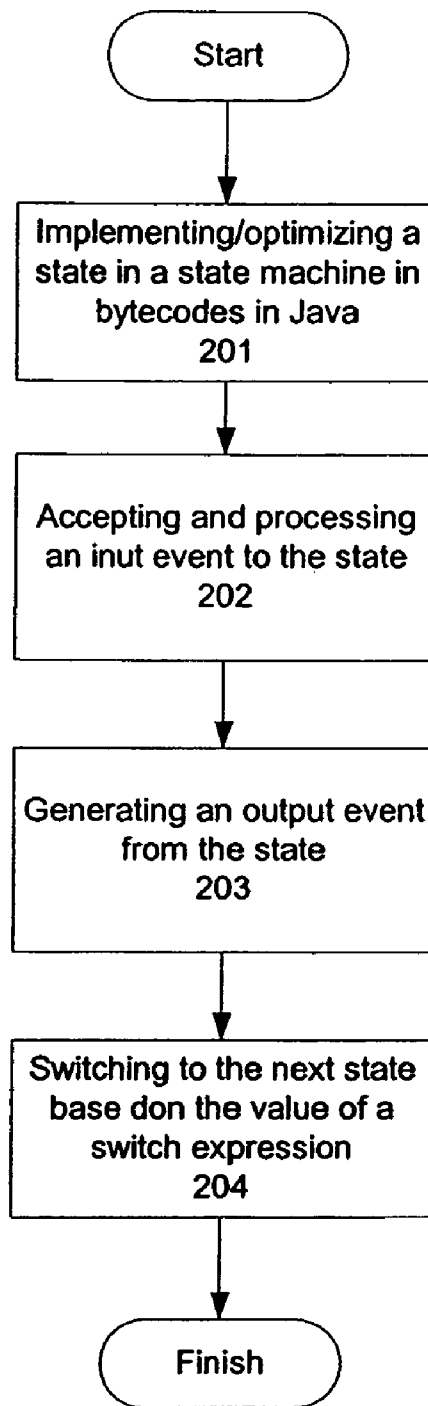 Start
Implementing/optimizing a
state in a state machine in
bytecodes in Java
201
Accepting and processing
an inut event to the state
202
Generating an output event
from the state
203
Switching to the next state
base don the value of a
switch expression
204
Finish